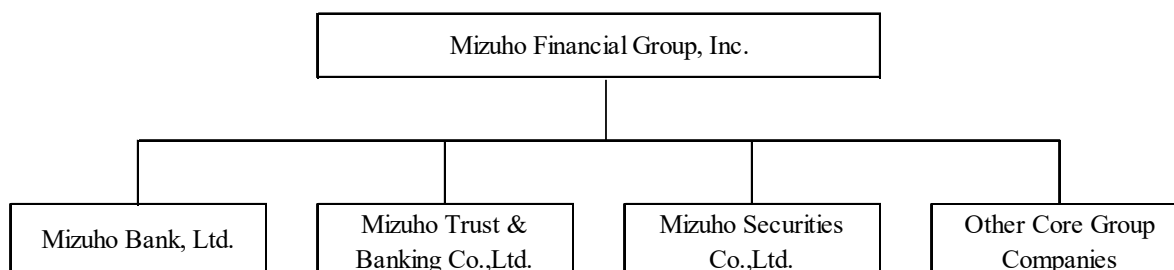 Mizuho Financial Group, Inc.
Mizuho Bank, Ltd.
Mizuho Trust &
Banking Co.,Ltd.
Mizuho Securities
Co.,Ltd.
Other Core Group
Companies